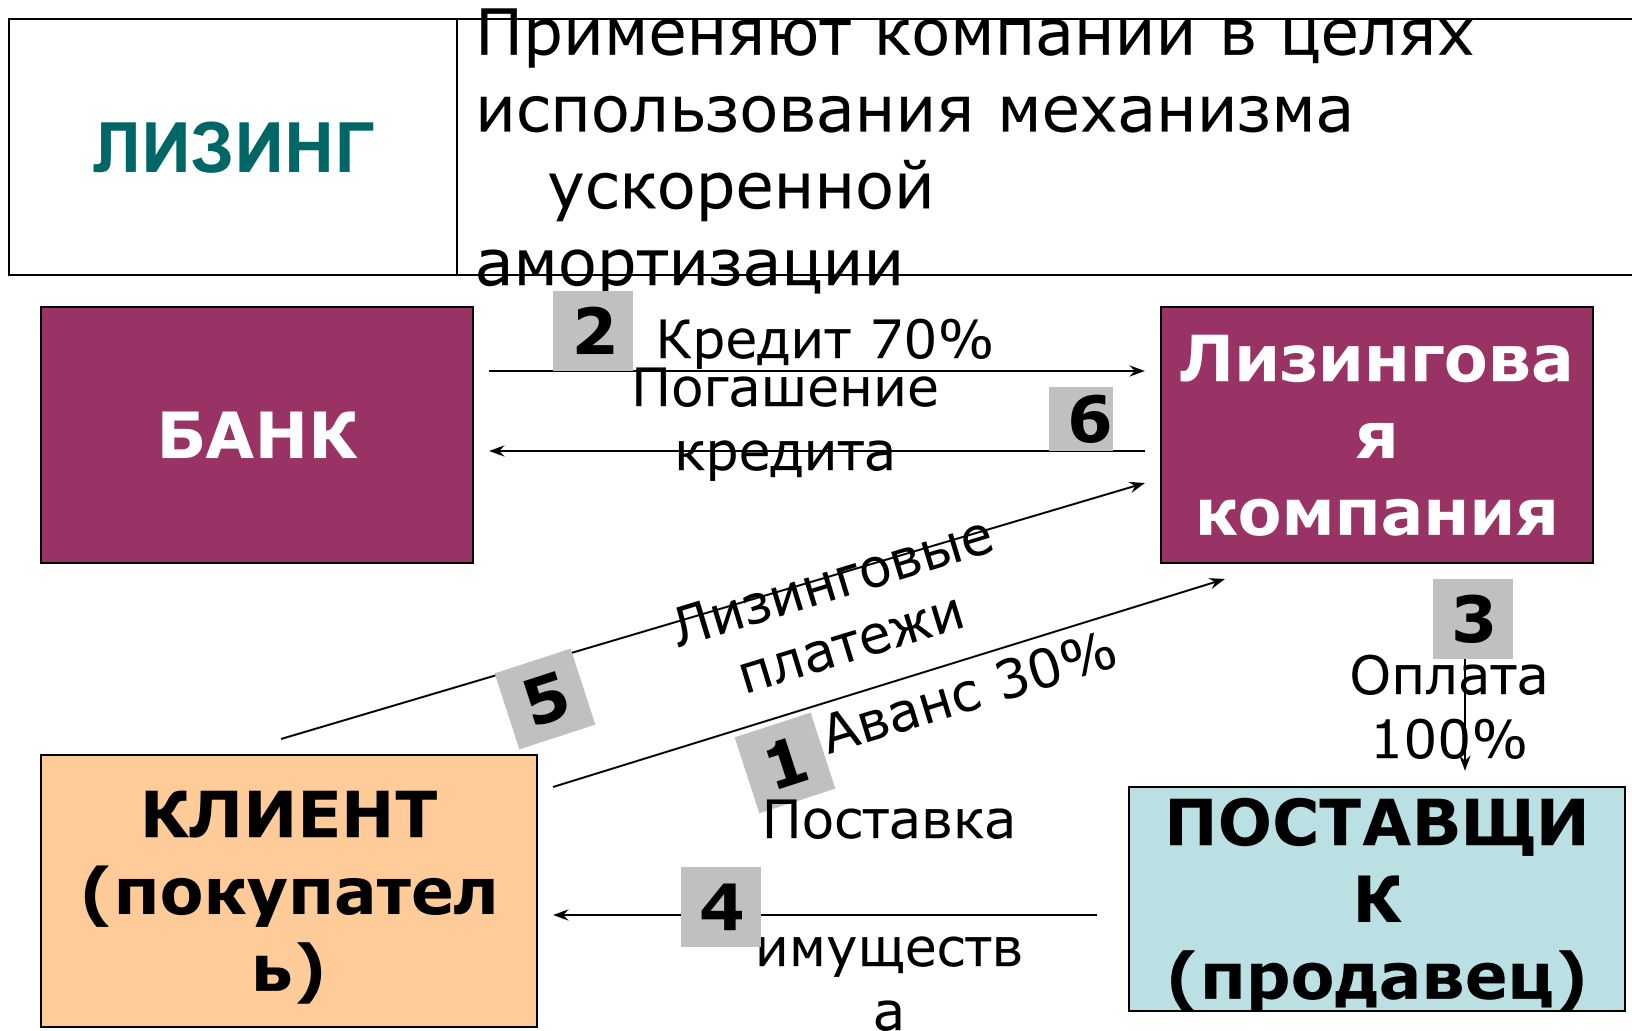 ЛИЗИНГ
Применяют компании в целях
использования механизма
ускоренной
амортизации
2
Кредит 70%
БАНК
Погашение
кредита
6
Лизингова
я
компания
Лизинговые
платежи
5
Аванс 30%
1
3
Оплата
100%
КЛИЕНТ
(покупател
ь)
Поставка
4
имуществ
а
ПОСТАВЩИ
К
(продавец)